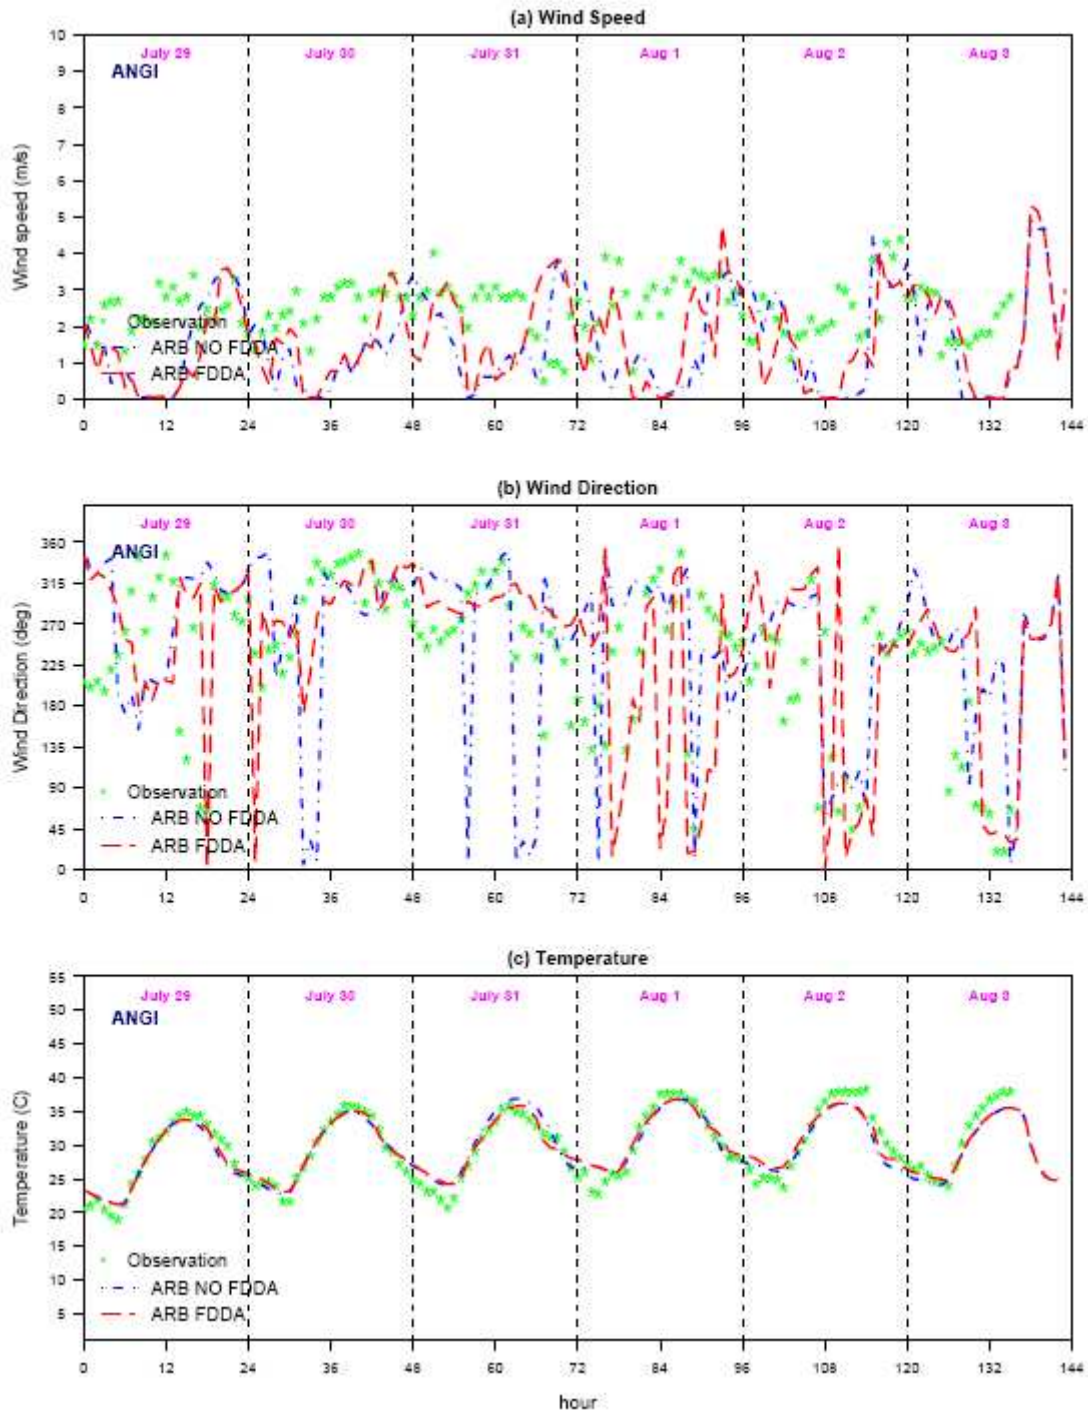 (a) Wind Speed
10
9
8
7
6
5
4
3
2
1
0
Wind speed (m/s)
July 29 July 30 July 31 Aug 1 Aug 2 Aug 3
ANGI
Observation
ARB NO FDDA
ARB FDDA
0 12 24 36 48 60 72 84 96 108 120 132 144
(b) Wind Direction
360
315
270
225
180
135
90
45
0
Wind Direction (deg)
July 29 July 30 July 31 Aug 1 Aug 2 Aug 3
ANGI
Observation
ARB NO FDDA
ARB FDDA
0 12 24 36 48 60 72 84 96 108 120 132 144
(c) Temperature
55
50
45
40
35
30
25
20
15
10
5
Temperature (C)
July 29 July 30 July 31 Aug 1 Aug 2 Aug 3
ANGI
Observation
ARB NO FDDA
ARB FDDA
0 12 24 36 48 60 72 84 96 108 120 132 144
hour